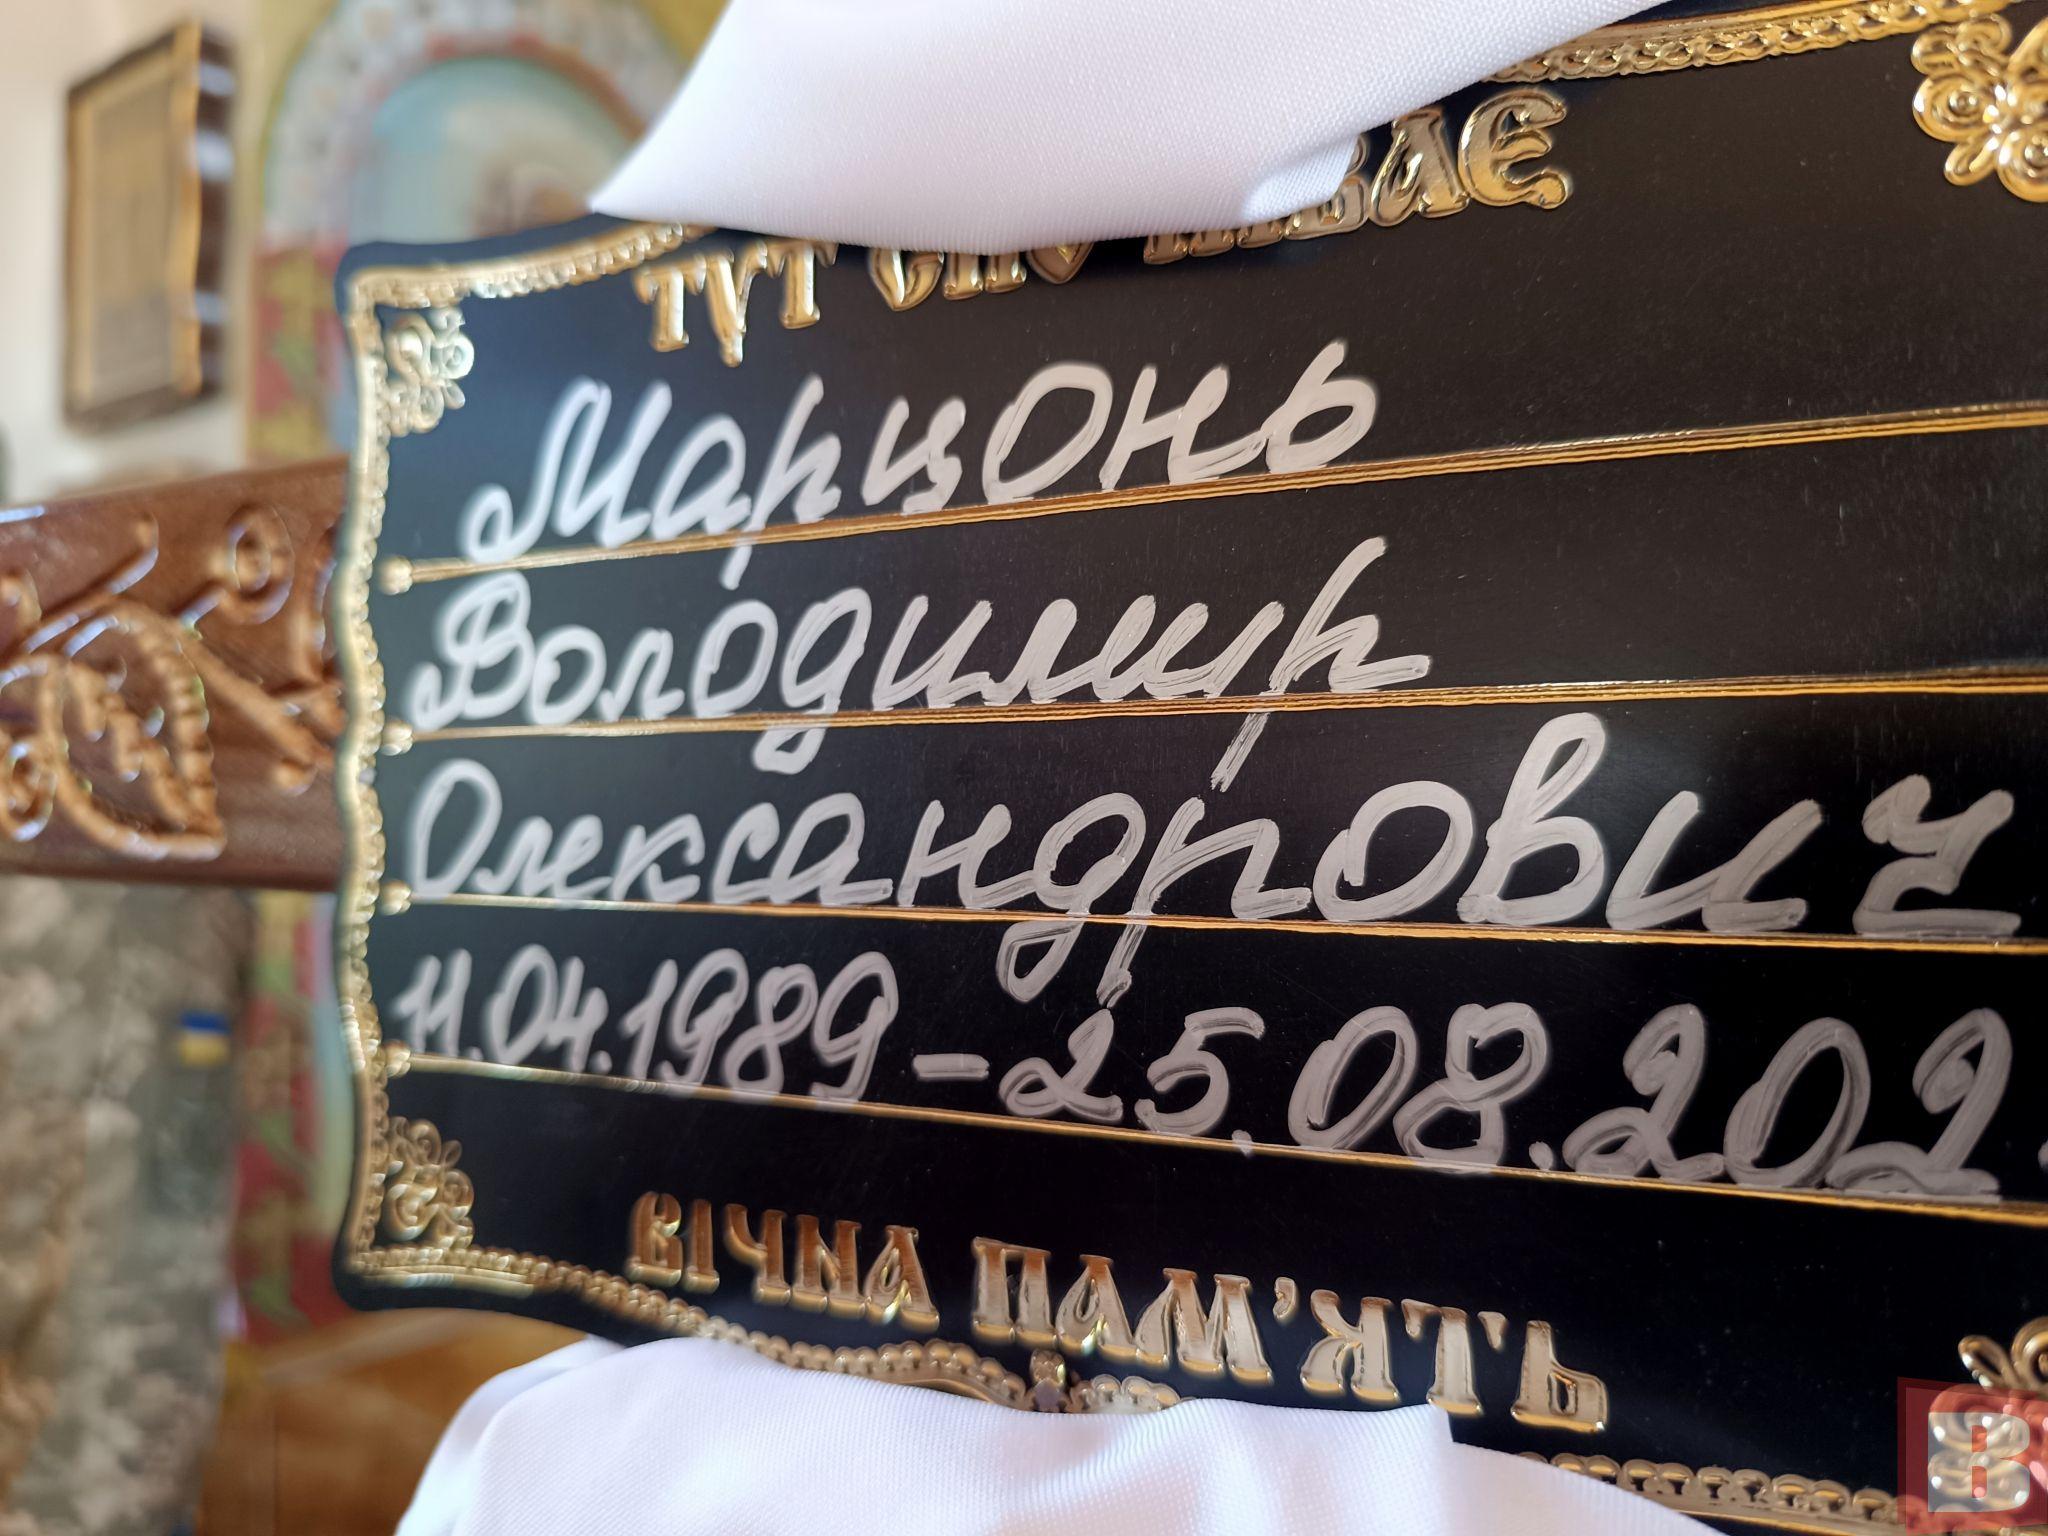 ТУТ
Марцонь
Володимир
Олександрович
11.04.1989-25.08.202
ВІЧНА ПАМ'ЯТЬ
B